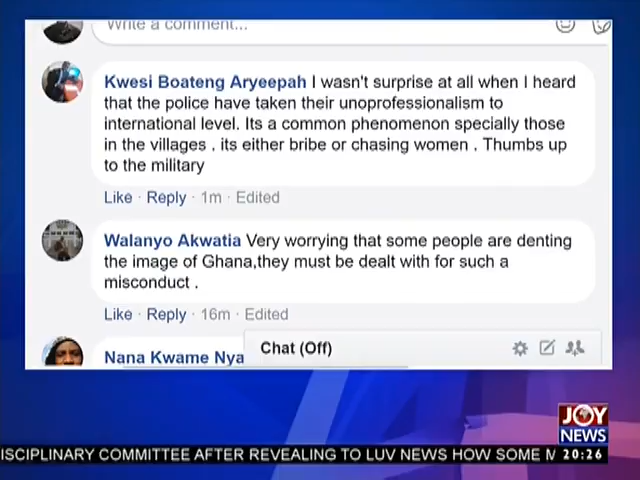 Write a comment...
Kwesi Boateng Aryeepah I wasn't surprise at all when I heard
that the police have taken their unoprofessionalism to
international level. Its a common phenomenon specially those
in the villages . its either bribe or chasing women . Thumbs up
to the military
Like · Reply · 1m · Edited
Walanyo Akwatia Very worrying that some people are denting
the image of Ghana,they must be dealt with for such a
misconduct .
Like · Reply · 16m · Edited
Nana Kwame Nya
Chat (Off)
JOY
NEWS
ISCIPLINARY COMMITTEE AFTER REVEALING TO LUV NEWS HOW SOME M
20:26